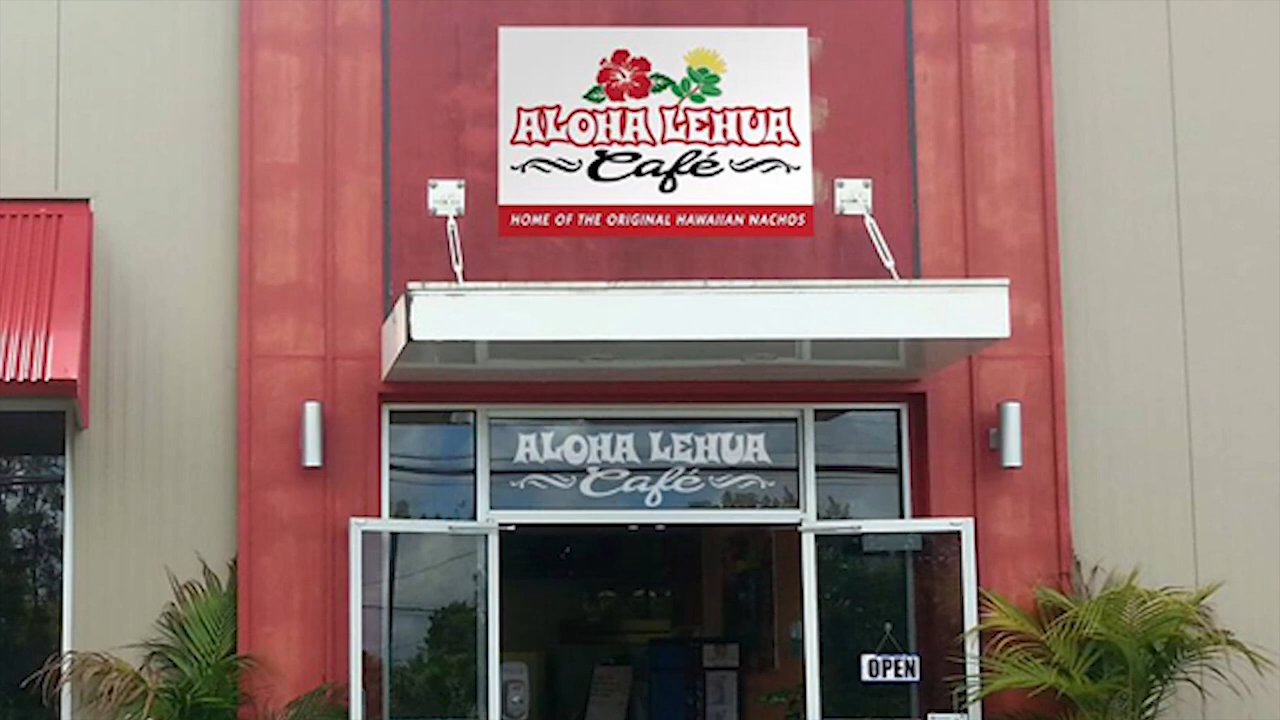 ALOHA LEHUA
Café
HOME OF THE ORIGINAL HAWAIIAN NACHOS
ALOHA LEHUA
Café
OPEN